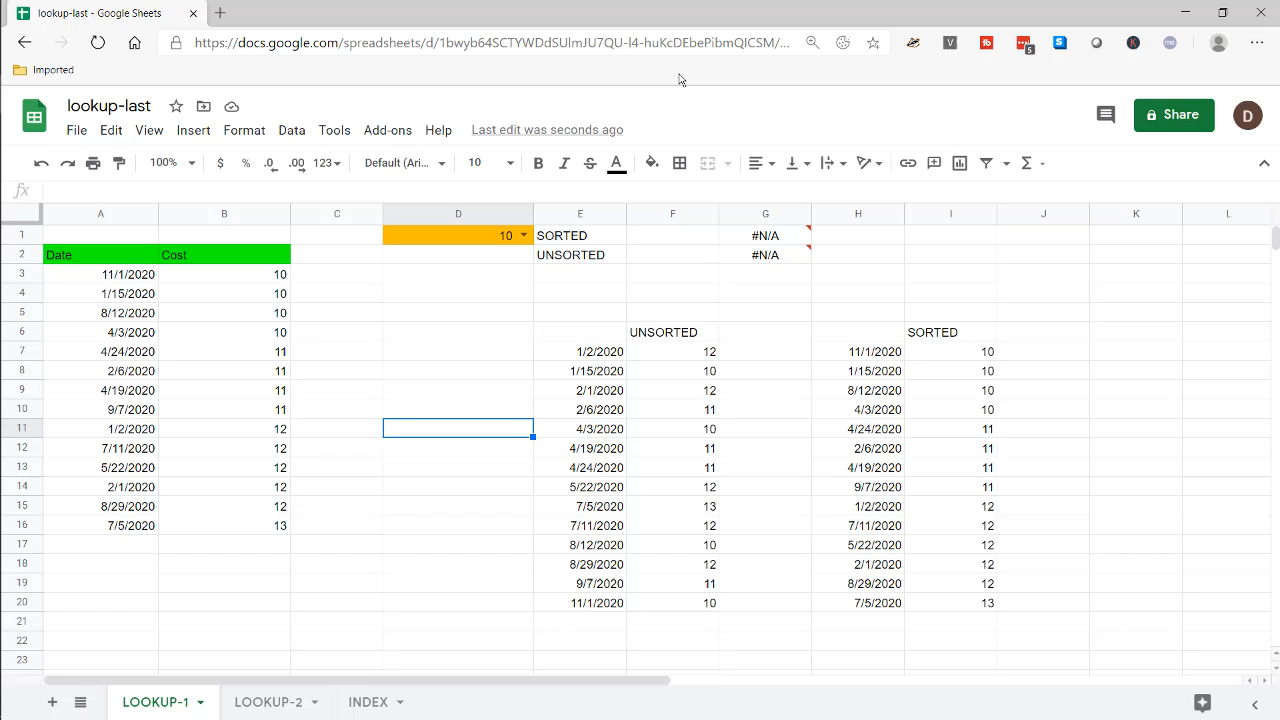 lookup-last - Google Sheets
https://docs.google.com/spreadsheets/d/1bwyb64SCTYWDdSUlmJU7QU-l4-huKcDEbePibmQICSM/...
Imported
lookup-last
File Edit View Insert Format Data Tools Add-ons Help Last edit was seconds ago
Share D
100% $ % .0 .00 123 Default (Ari... 10 B I S A
fx
A B C D E F G H I J K L
1 10 SORTED #N/A
2 Date Cost UNSORTED #N/A
3 11/1/2020 10
4 1/15/2020 10
5 8/12/2020 10
6 4/3/2020 10 UNSORTED SORTED
7 4/24/2020 11 1/2/2020 12 11/1/2020 10
8 2/6/2020 11 1/15/2020 10 1/15/2020 10
9 4/19/2020 11 2/1/2020 12 8/12/2020 10
10 9/7/2020 11 2/6/2020 11 4/3/2020 10
11 1/2/2020 12 4/3/2020 10 4/24/2020 11
12 7/11/2020 12 4/19/2020 11 2/6/2020 11
13 5/22/2020 12 4/24/2020 11 4/19/2020 11
14 2/1/2020 12 5/22/2020 12 9/7/2020 11
15 8/29/2020 12 7/5/2020 13 1/2/2020 12
16 7/5/2020 13 7/11/2020 12 7/11/2020 12
17 8/12/2020 10 5/22/2020 12
18 8/29/2020 12 2/1/2020 12
19 9/7/2020 11 8/29/2020 12
20 11/1/2020 10 7/5/2020 13
21
22
23
LOOKUP-1 LOOKUP-2 INDEX